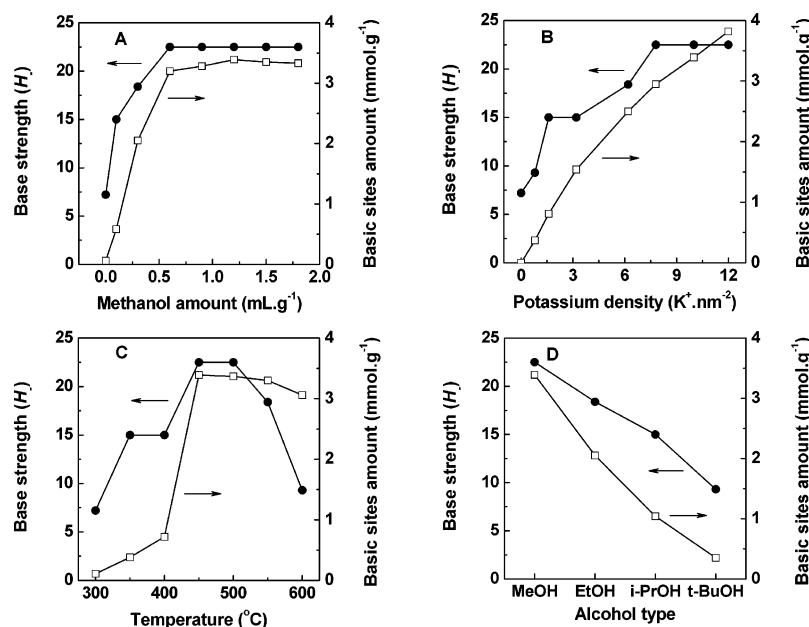 A
Base strength (H_)
Basic sites amount (mmol.g-1)
25
20
15
10
5
0
4
3
2
1
0
0.0 0.5 1.0 1.5 2.0
Methanol amount (mL.g-1)
B
Base strength (H_)
Basic sites amount (mmol.g-1)
25
20
15
10
5
0
4
3
2
1
0
0 3 6 9 12
Potassium density (K+.nm-2)
C
Base strength (H_)
Basic sites amount (mmol.g-1)
25
20
15
10
5
0
4
3
2
1
0
300 350 400 450 500 550 600
Temperature (oC)
D
Base strength (H_)
Basic sites amount (mmol.g-1)
25
20
15
10
5
0
4
3
2
1
0
MeOH EtOH i-PrOH t-BuOH
Alcohol type